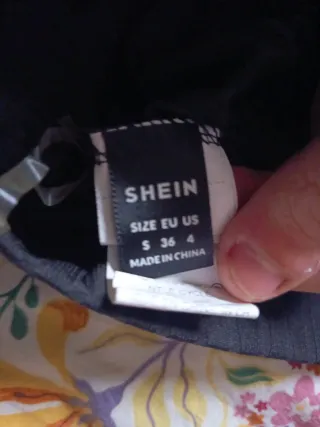 SHEIN
SIZE EU US
S 36 4
MADE IN CHINA